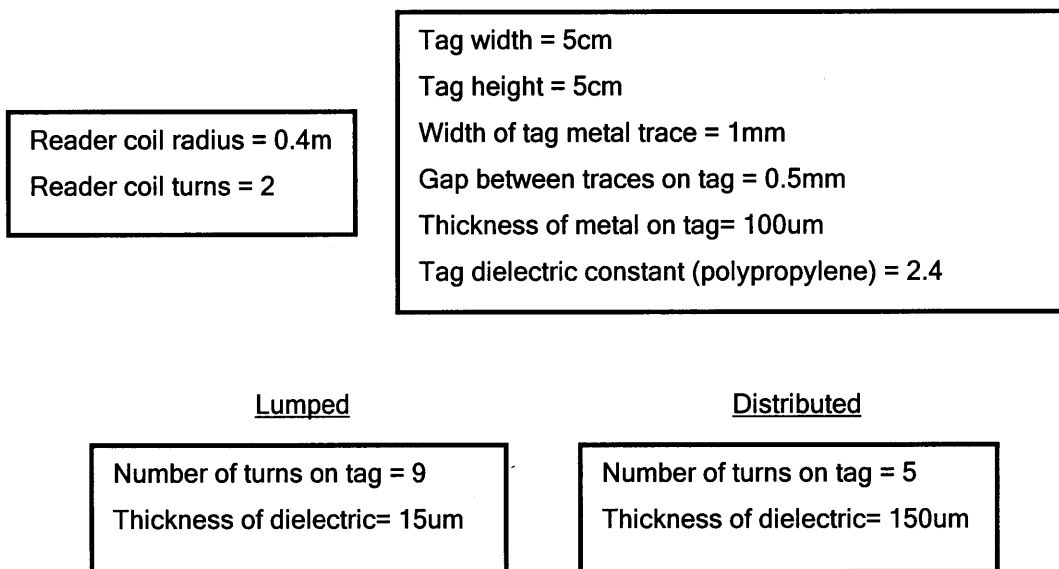 Tag width = 5cm
Tag height = 5cm
Width of tag metal trace = 1mm
Gap between traces on tag = 0.5mm
Thickness of metal on tag= 100um
Tag dielectric constant (polypropylene) = 2.4
Reader coil radius = 0.4m
Reader coil turns = 2
Lumped
Number of turns on tag = 9
Thickness of dielectric= 15um
Distributed
Number of turns on tag = 5
Thickness of dielectric= 150um